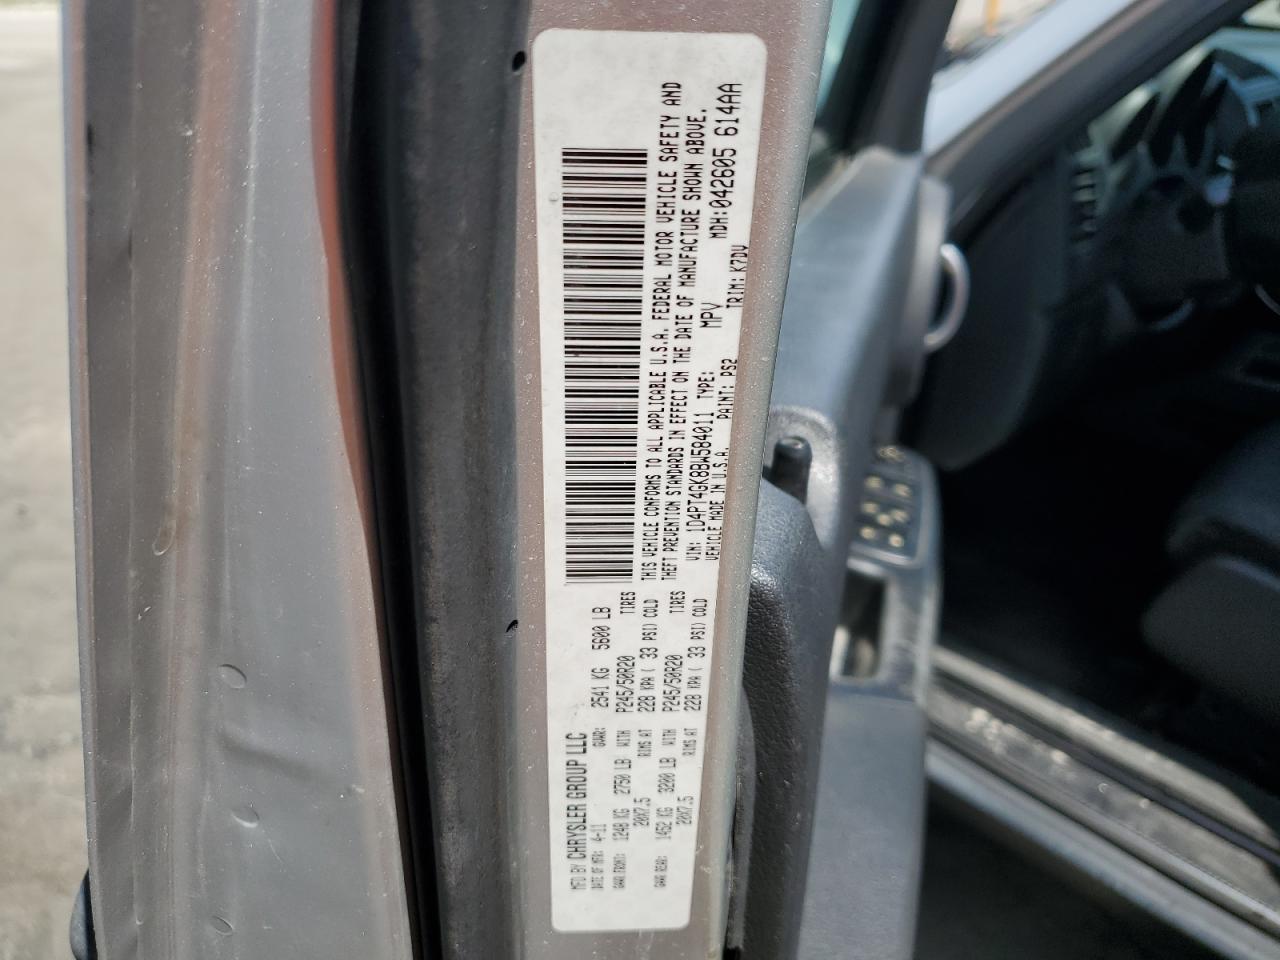 MFD BY CHRYSLER GROUP LLC
DATE OF MFR: 4-11 GVWR: 2541 KG 5600 LB
GAWR FRONT: 1248 KG 2750 LB WITH P245/50R20 TIRES
20X7.5 RIMS AT 228 KPA ( 33 PSI) COLD
GAWR REAR: 1452 KG 3200 LB WITH P245/50R20 TIRES
20X7.5 RIMS AT 228 KPA ( 33 PSI) COLD
THIS VEHICLE CONFORMS TO ALL APPLICABLE U.S.A. FEDERAL MOTOR VEHICLE SAFETY AND
THEFT PREVENTION STANDARDS IN EFFECT ON THE DATE OF MANUFACTURE SHOWN ABOVE.
VIN: 1D4PT4GK8BW584011 TYPE: MPV MDH:042605 614AA
VEHICLE MADE IN U.S.A. PAINT: PS2 TRIM: K7DV